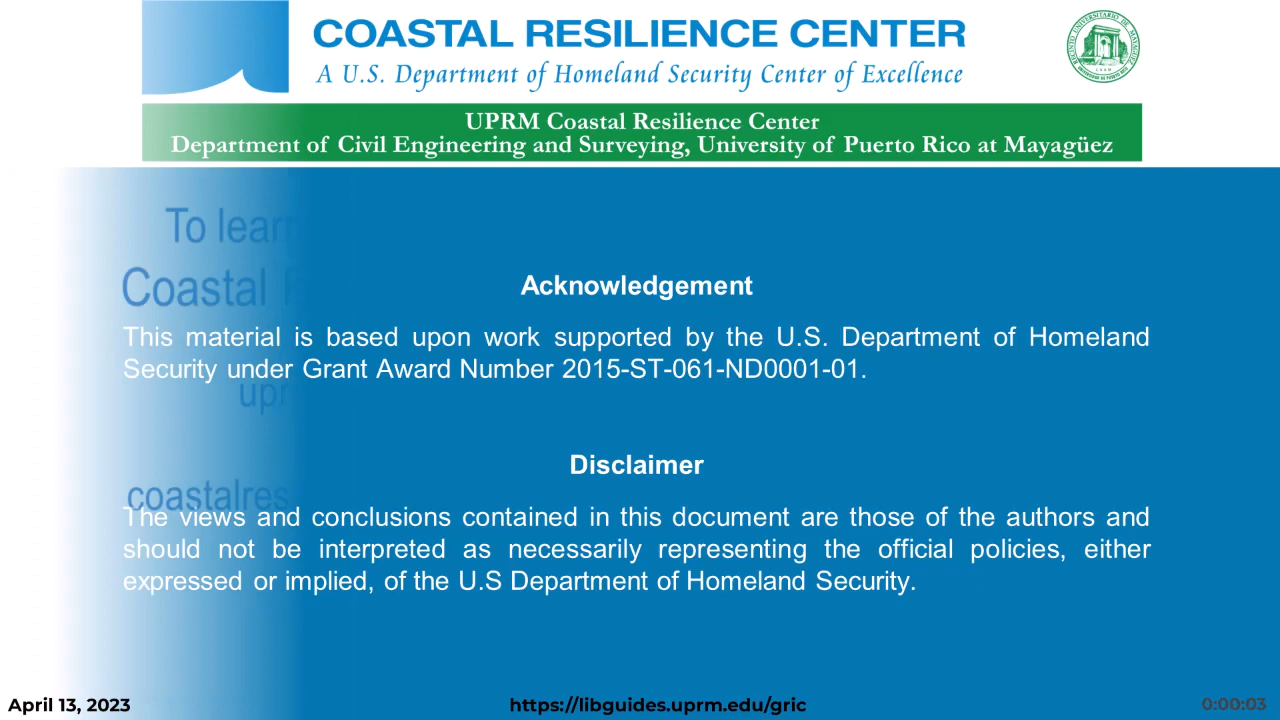 COASTAL RESILIENCE CENTER
A U.S. Department of Homeland Security Center of Excellence
UPRM Coastal Resilience Center
Department of Civil Engineering and Surveying, University of Puerto Rico at Mayagüez
To learn
Coastal
Acknowledgement
This material is based upon work supported by the U.S. Department of Homeland
Security under Grant Award Number 2015-ST-061-ND0001-01.
upr
Disclaimer
coastalres
The views and conclusions contained in this document are those of the authors and
should not be interpreted as necessarily representing the official policies, either
expressed or implied, of the U.S Department of Homeland Security.
April 13, 2023
https://libguides.uprm.edu/gric
0:00:03